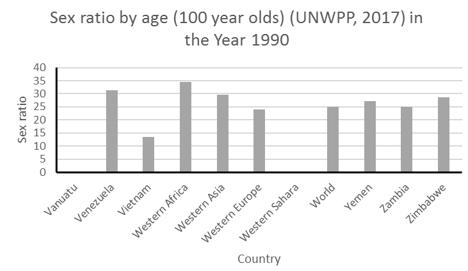 Sex ratio by age (100 year olds) (UNWPP, 2017) in
the Year 1990
Sex ratio
40
35
30
25
20
15
10
5
0
Vanuatu
Venezuela
Vietnam
Western Africa
Western Asia
Western Europe
Western Sahara
World
Yemen
Zambia
Zimbabwe
Country